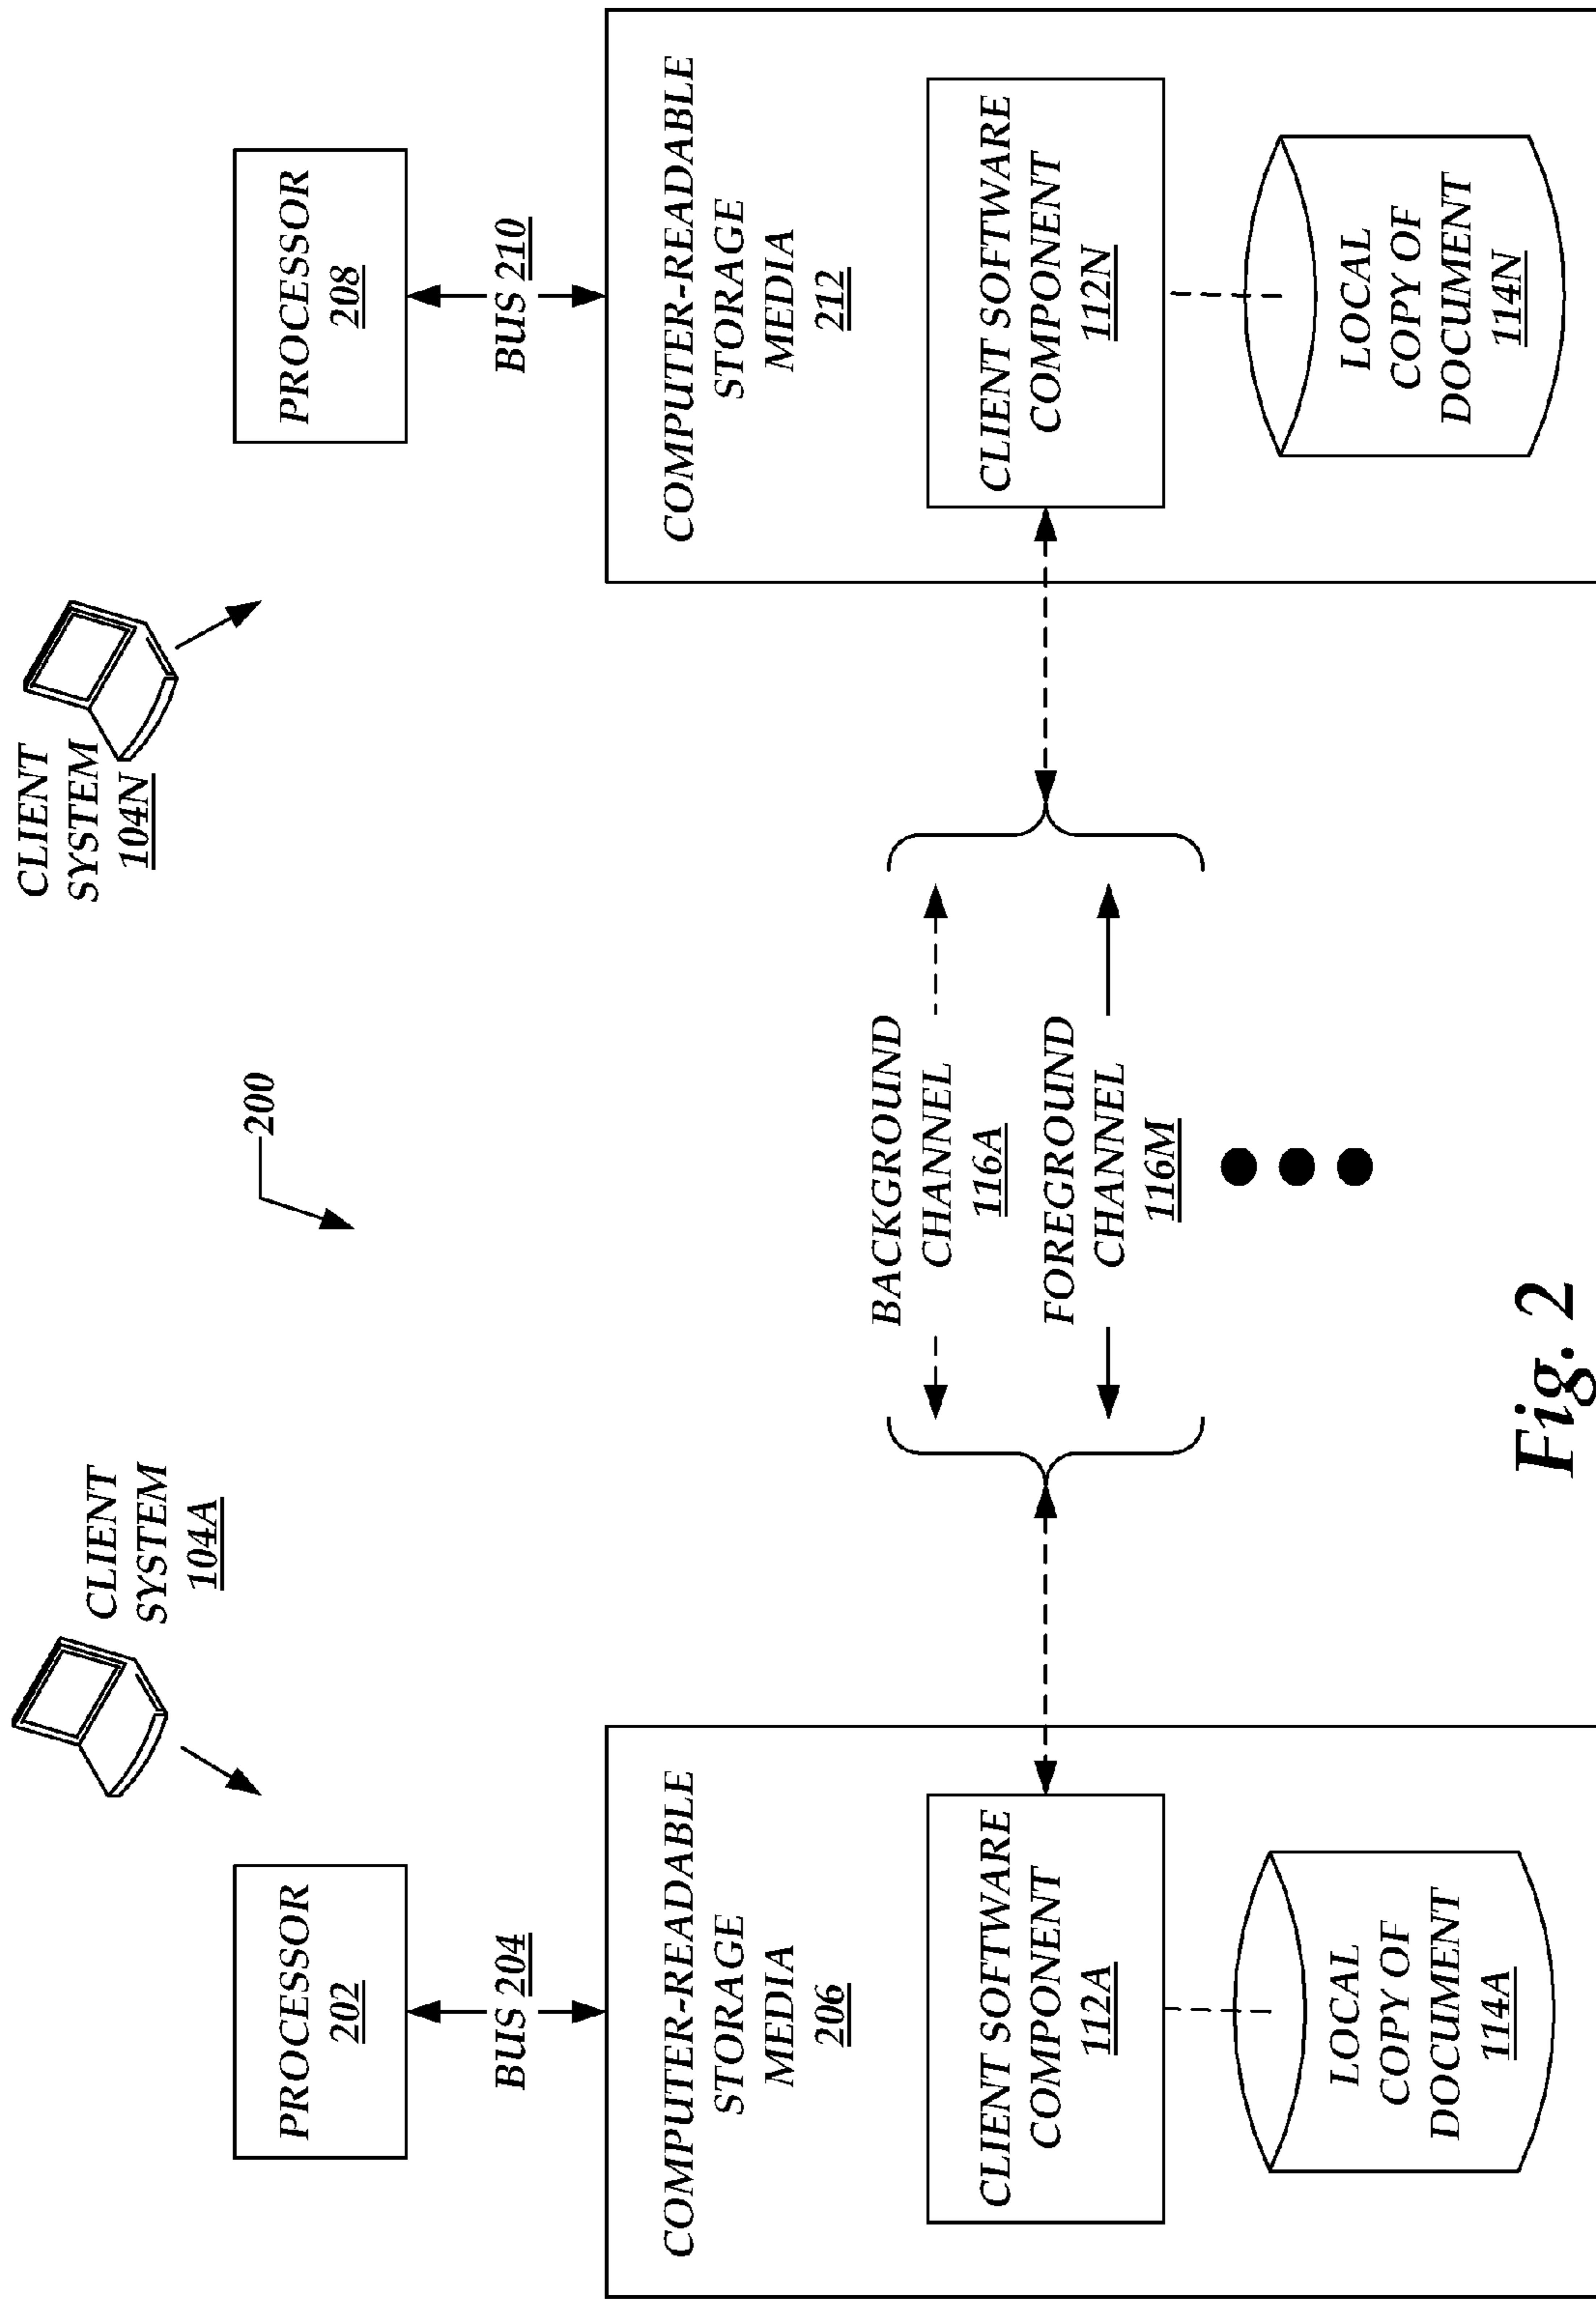 CLIENT
SYSTEM
104A
PROCESSOR
202
BUS 204
COMPUTER-READABLE
STORAGE
MEDIA
206
CLIENT SOFTWARE
COMPONENT
112A
LOCAL
COPY OF
DOCUMENT
114A
200
BACKGROUND
CHANNEL
116A
FOREGROUND
CHANNEL
116M
CLIENT
SYSTEM
104N
PROCESSOR
208
BUS 210
COMPUTER-READABLE
STORAGE
MEDIA
212
CLIENT SOFTWARE
COMPONENT
112N
LOCAL
COPY OF
DOCUMENT
114N
Fig. 2